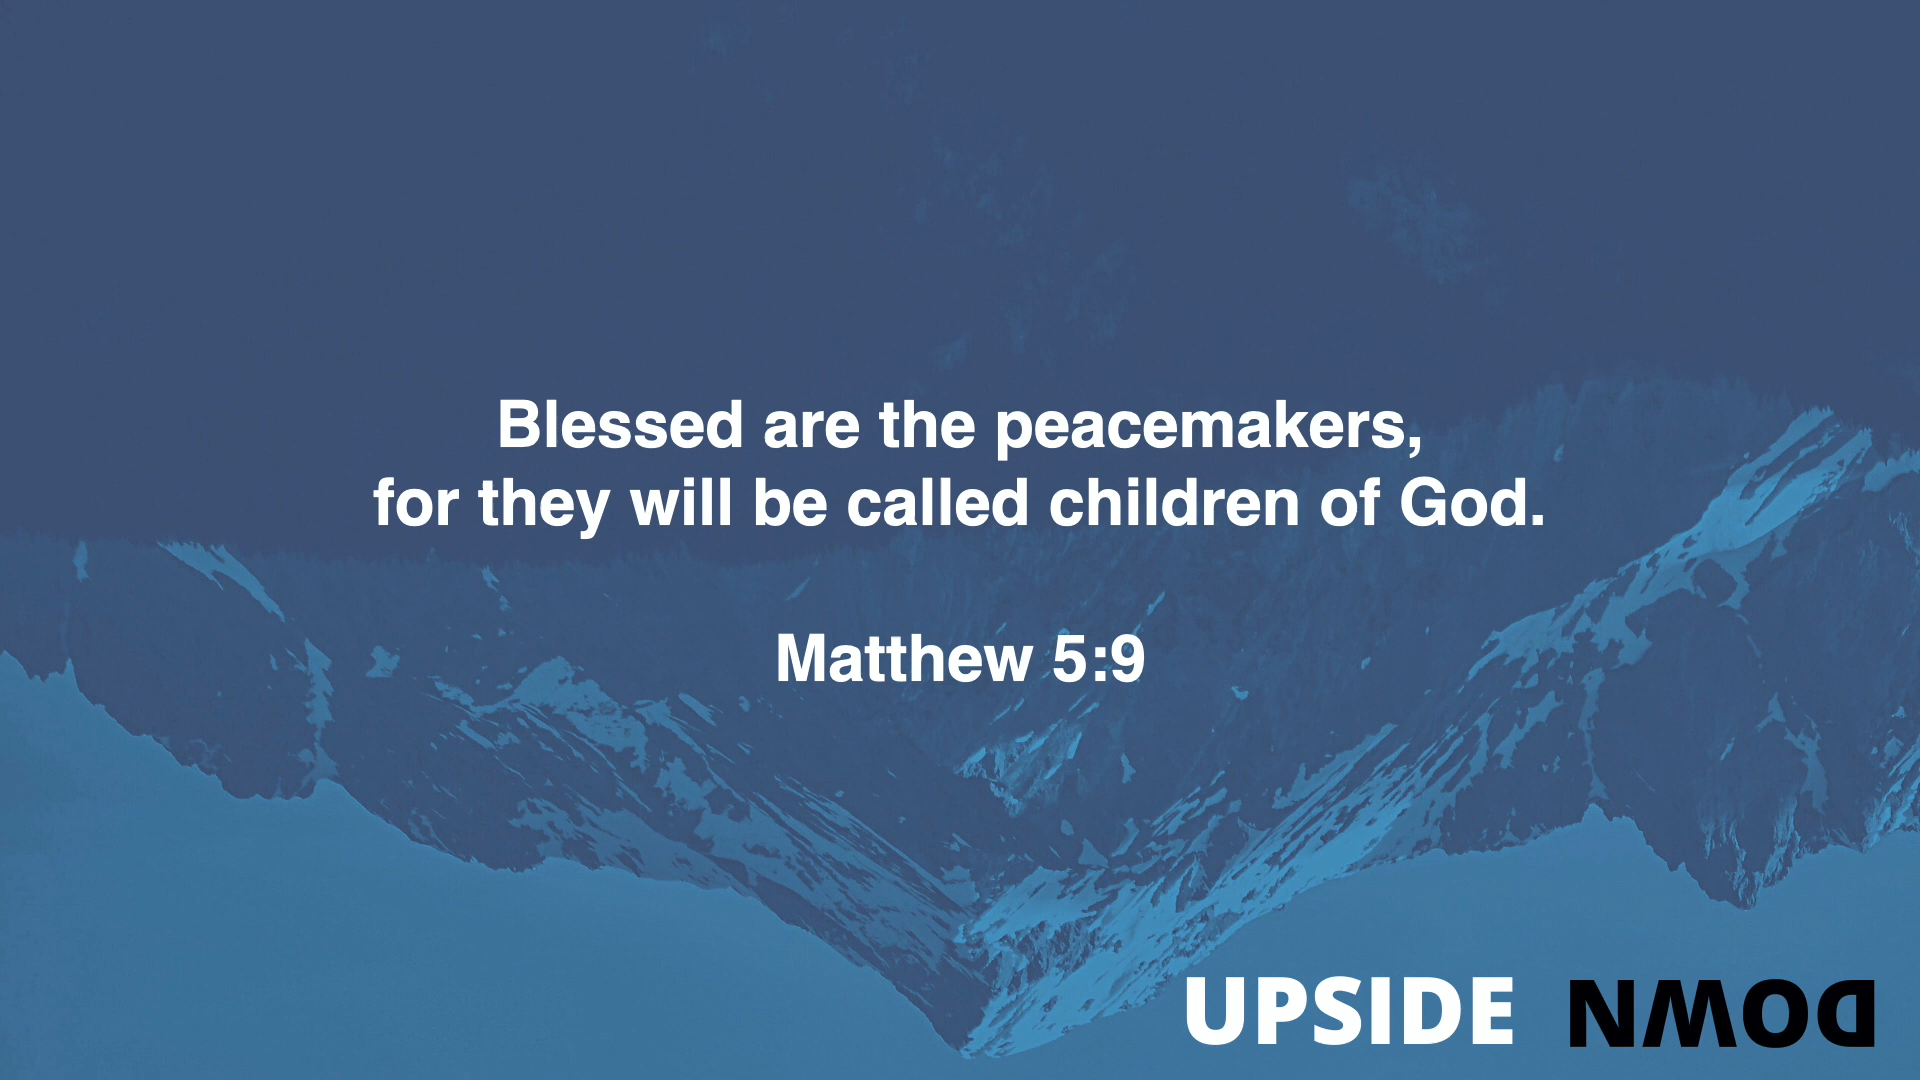 Blessed are the peacemakers,
for they will be called children of God.
Matthew 5:9
UPSIDE DOWN